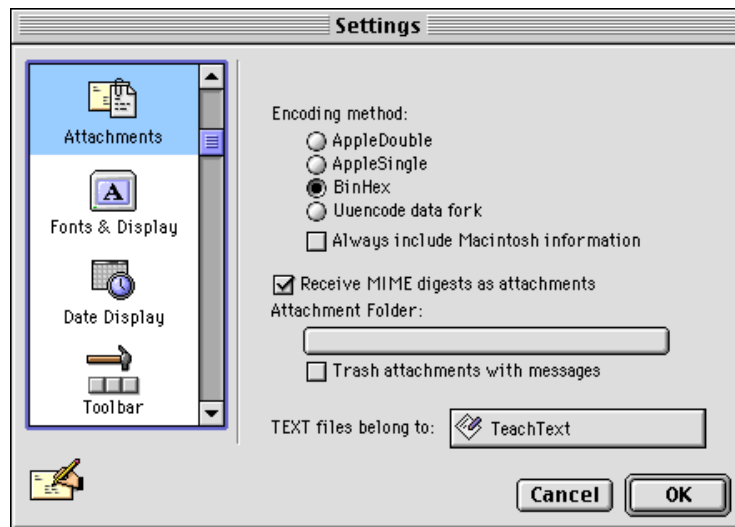 Settings
Attachments
A
Fonts & Display
Date Display
Toolbar
Encoding method:
AppleDouble
AppleSingle
BinHex
Uuencode data fork
Always include Macintosh information
Receive MIME digests as attachments
Attachment Folder:
Trash attachments with messages
TEXT files belong to: TeachText
Cancel OK